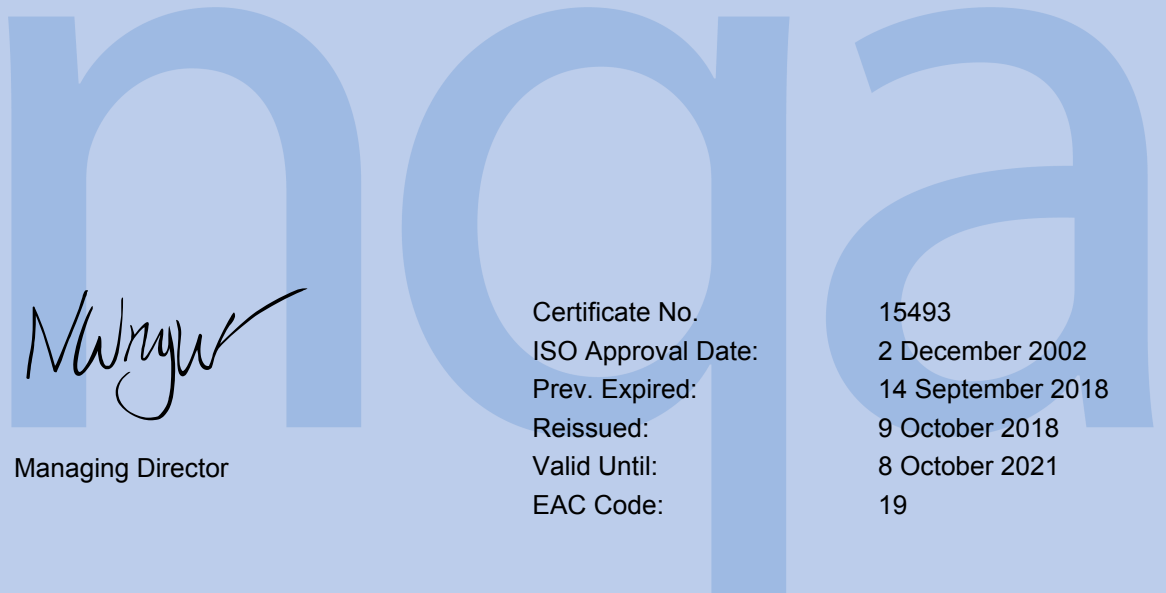 nqa
Certificate No. 15493
ISO Approval Date: 2 December 2002
Prev. Expired: 14 September 2018
Reissued: 9 October 2018
Valid Until: 8 October 2021
EAC Code: 19
Managing Director